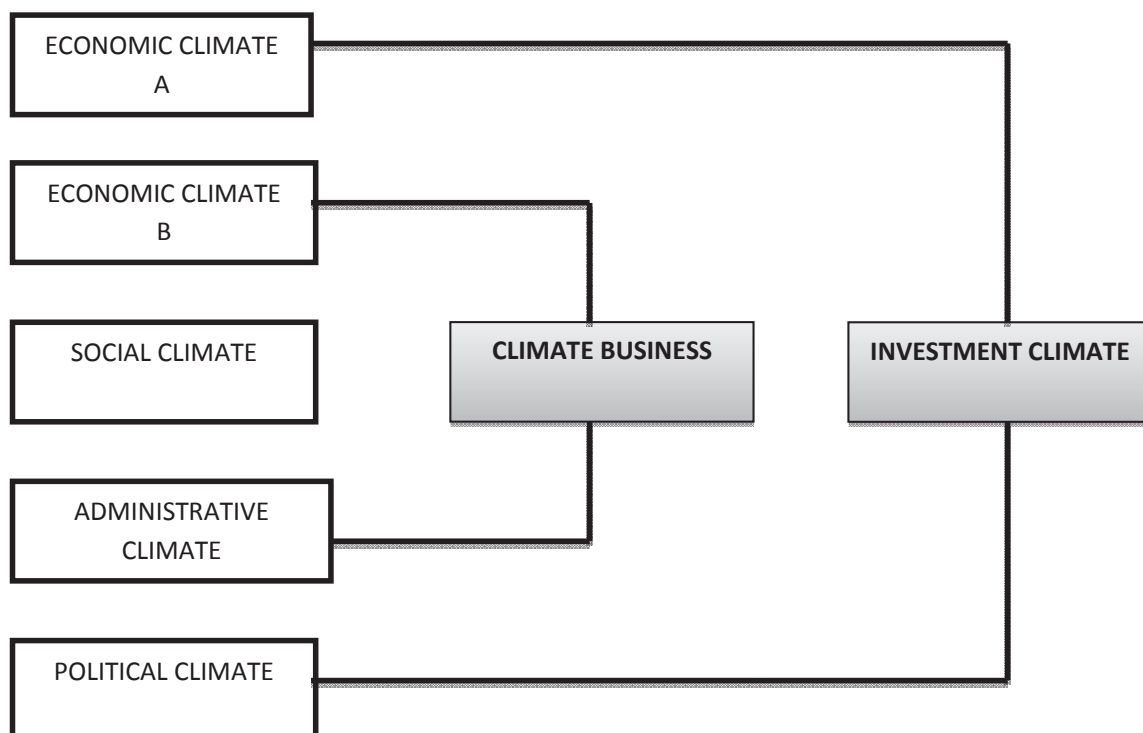 ECONOMIC CLIMATE
A
ECONOMIC CLIMATE
B
SOCIAL CLIMATE
CLIMATE BUSINESS
INVESTMENT CLIMATE
ADMINISTRATIVE
CLIMATE
POLITICAL CLIMATE